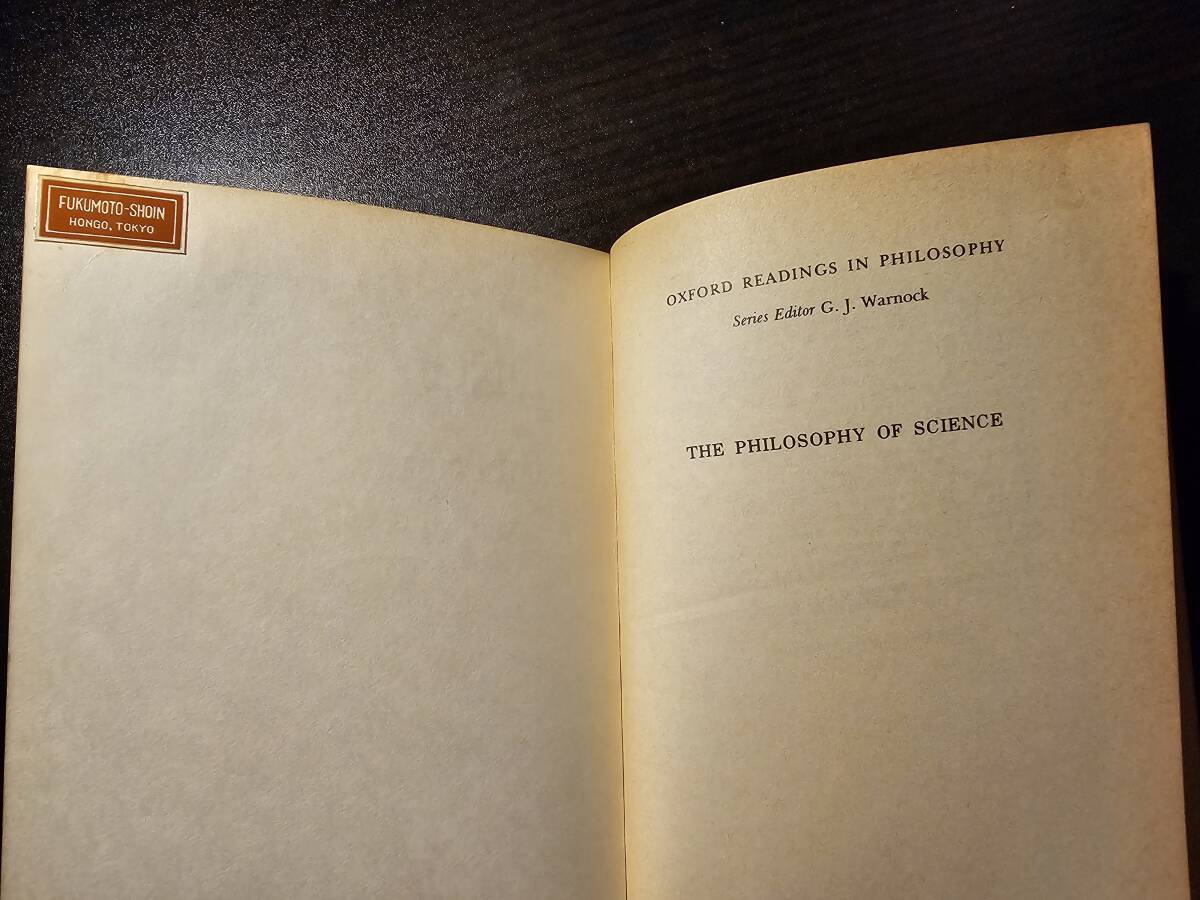 FUKUMOTO-SHOIN
HONGO, TOKYO
OXFORD READINGS IN PHILOSOPHY
Series Editor G. J. Warnock
THE PHILOSOPHY OF SCIENCE